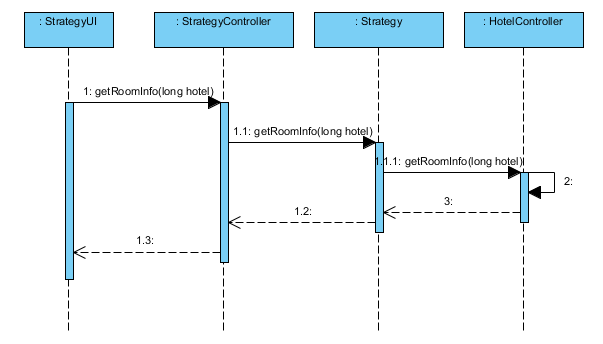 : StrategyUI
: StrategyController
: Strategy
: HotelController
1: getRoomInfo(long hotel)
1.1: getRoomInfo(long hotel)
1.1.1: getRoomInfo(long hotel)
2:
3:
1.2:
1.3: